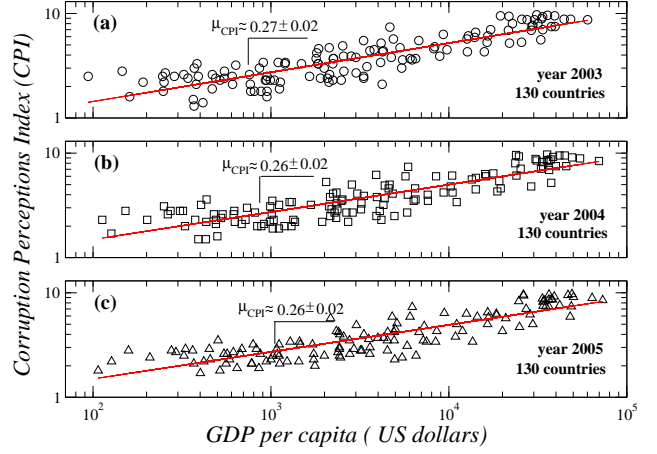 Corruption Perceptions Index (CPI)
10
(a)
μCPI≈ 0.27±0.02
year 2003
130 countries
1
10
(b)
μCPI≈ 0.26±0.02
year 2004
130 countries
1
10
(c)
μCPI≈ 0.26±0.02
year 2005
130 countries
1
10² 10³ 10⁴ 10⁵
GDP per capita ( US dollars)